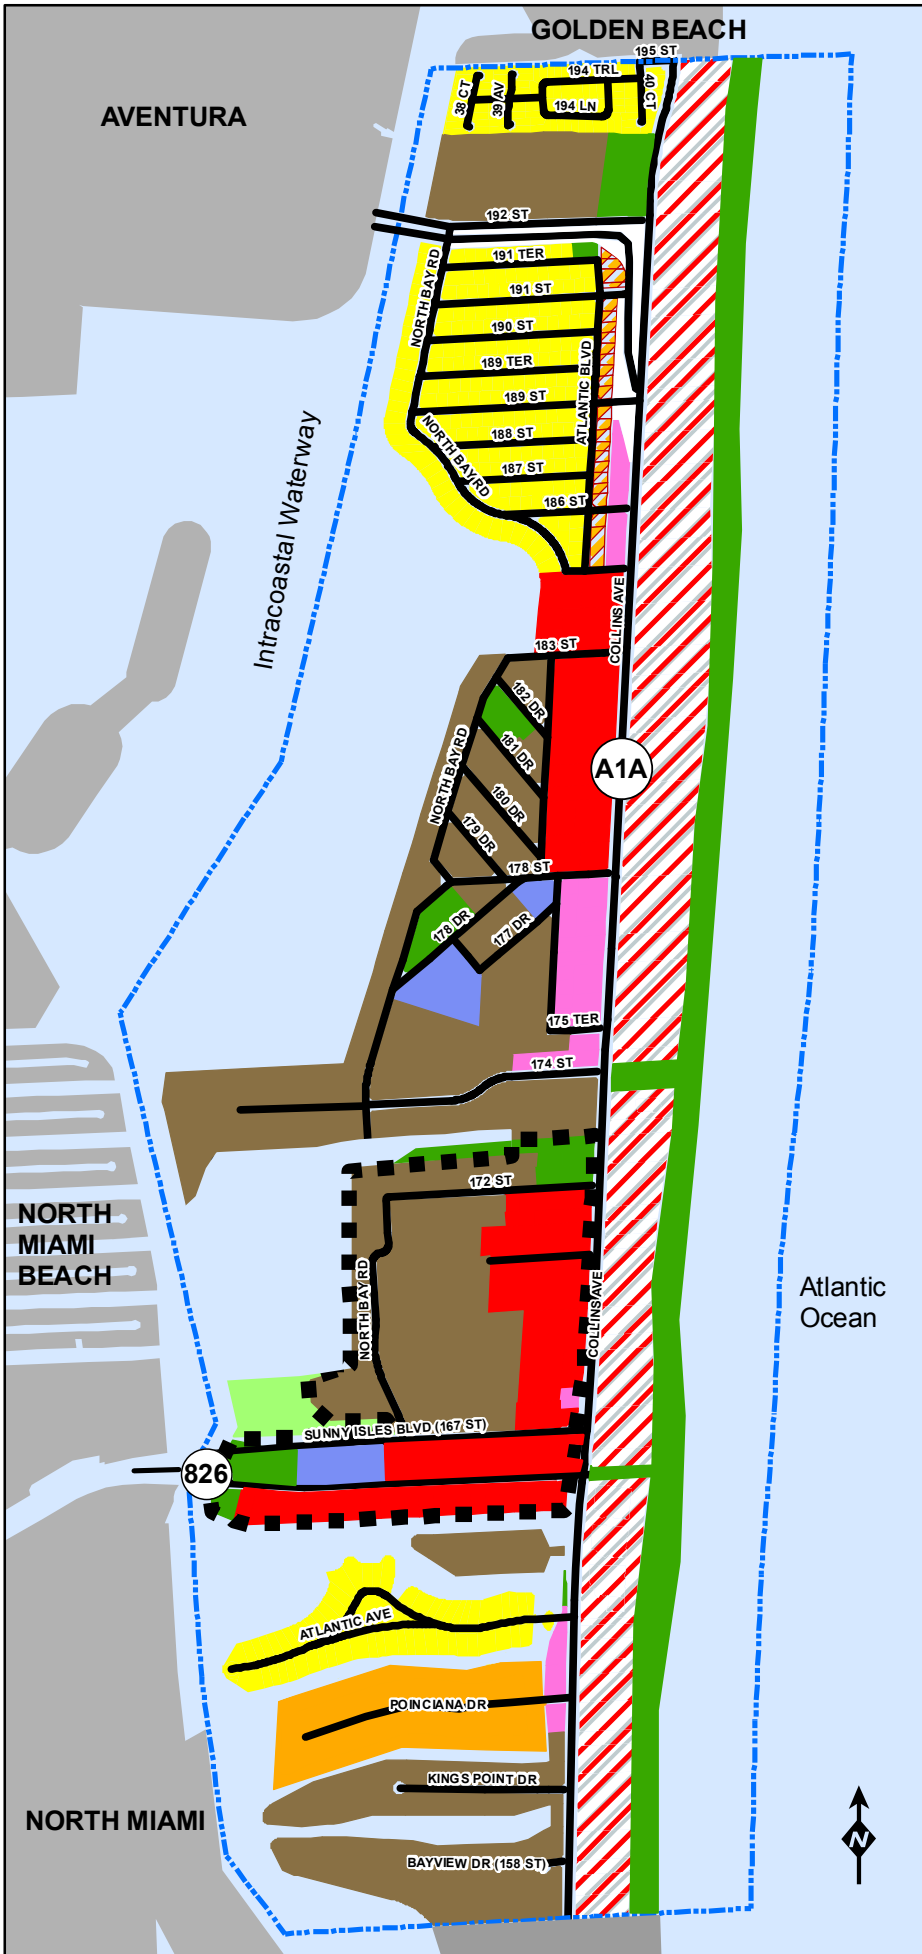 GOLDEN BEACH
195 ST
194 TRL
AVENTURA
38 CT
39 AV
194 LN
40 CT
192 ST
191 TER
NORTH BAY RD
191 ST
190 ST
189 TER
ATLANTIC BLVD
189 ST
188 ST
NORTH BAY RD
187 ST
186 ST
Intracoastal Waterway
COLLINS AVE
183 ST
182 DR
181 DR
A1A
NORTH BAY RD
180 DR
179 DR
178 ST
178 DR
177 DR
175 TER
174 ST
172 ST
NORTH
MIAMI
BEACH
NORTH BAY RD
COLLINS AVE
Atlantic
Ocean
SUNNY ISLES BLVD (167 ST)
826
ATLANTIC AVE
POINCIANA DR
KINGS POINT DR
NORTH MIAMI
N
BAYVIEW DR (158 ST)